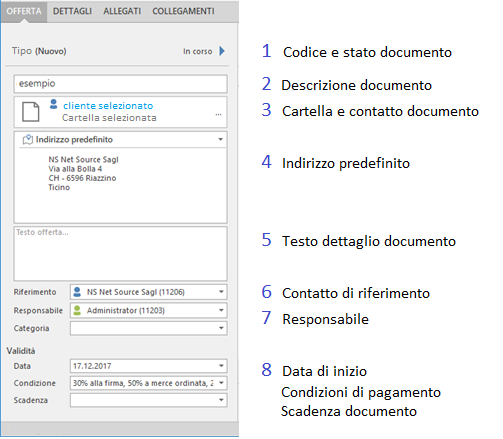 OFFERTA DETTAGLI ALLEGATI COLLEGAMENTI
Tipo (Nuovo) In corso
1 Codice e stato documento
esempio
2 Descrizione documento
cliente selezionato
Cartella selezionata ...
3 Cartella e contatto documento
Indirizzo predefinito
4 Indirizzo predefinito
NS Net Source Sagl
Via alla Bolla 4
CH - 6596 Riazzino
Ticino
Testo offerta...
5 Testo dettaglio documento
Riferimento NS Net Source Sagl (11206)
6 Contatto di riferimento
Responsabile Administrator (11203)
7 Responsabile
Categoria
Validità
Data 17.12.2017
8 Data di inizio
Condizione 30% alla firma, 50% a merce ordinata, 2
Condizioni di pagamento
Scadenza
Scadenza documento